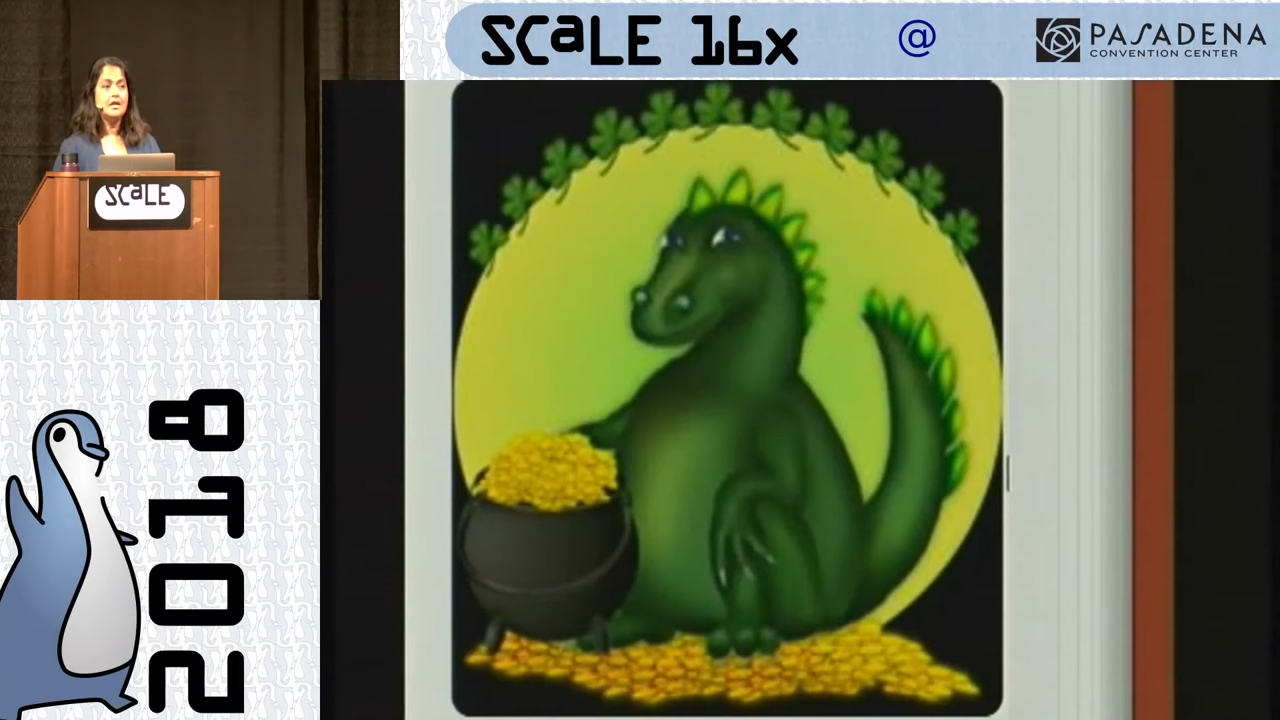 SCaLE 16x
@
PASADENA
CONVENTION CENTER
SCaLE
2018